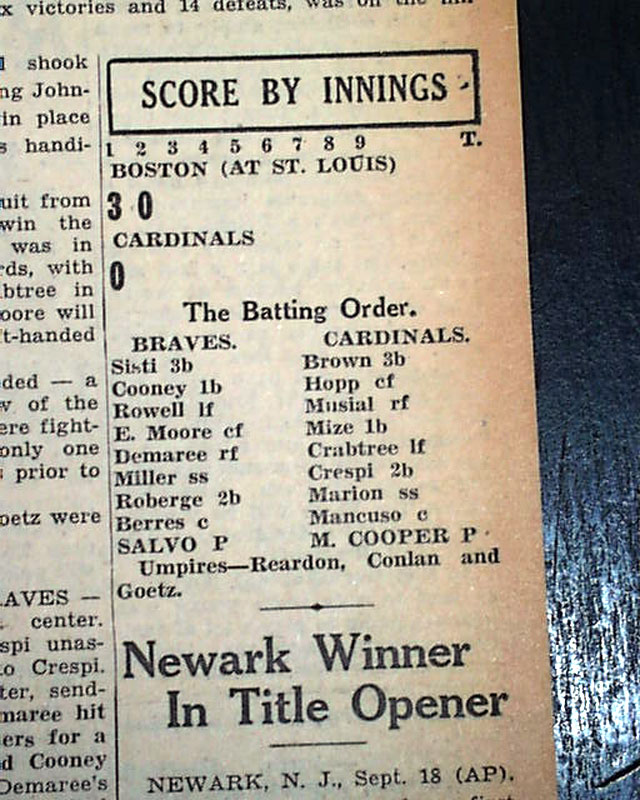 x victories and 14 defeats, was on the
shook
ng John-
in place
s handi-
uit from
win the
was in
rds, with
btree in
oore will
t-handed
ded — a
w of the
ere fight-
only one
s prior to
oetz were
AVES —
center.
spi unas-
to Crespi.
ter, send-
maree hit
ers for a
d Cooney
Demaree's
SCORE BY INNINGS
1 2 3 4 5 6 7 8 9 T.
BOSTON (AT ST. LOUIS)
3 0
CARDINALS
0
The Batting Order.
BRAVES. CARDINALS.
Sisti 3b Brown 3b
Cooney 1b Hopp cf
Rowell lf Musial rf
E. Moore cf Mize 1b
Demaree rf Crabtree lf
Miller ss Crespi 2b
Roberge 2b Marion ss
Berres c Mancuso c
SALVO P M. COOPER P
Umpires—Reardon, Conlan and
Goetz.
Newark Winner
In Title Opener
NEWARK, N. J., Sept. 18 (AP).